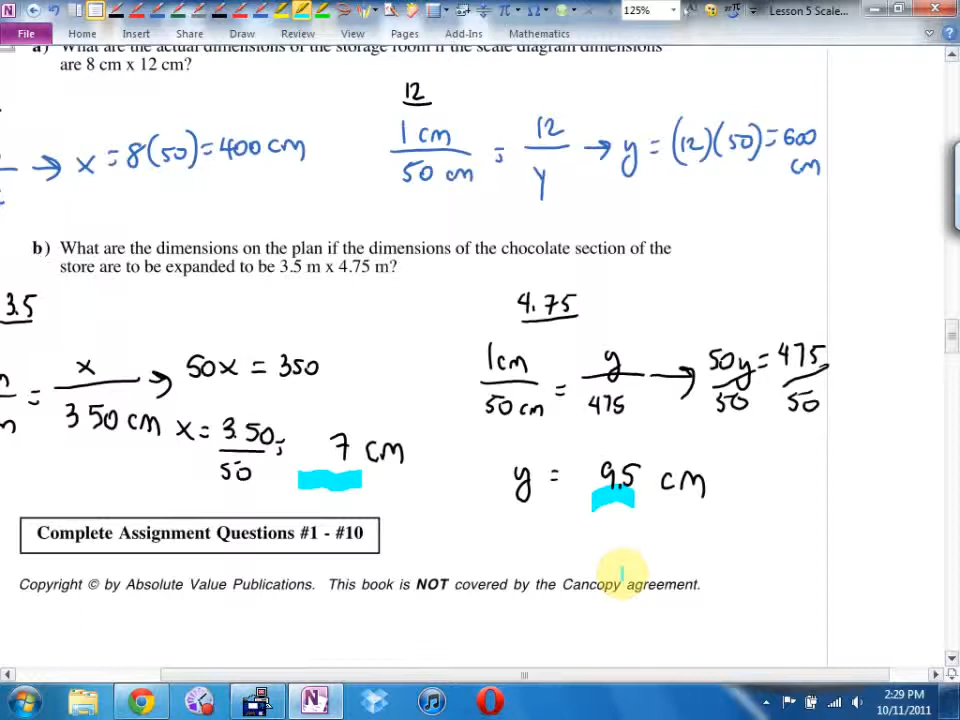 125%
Lesson 5 Scale...
File Home Insert Share Draw Review View Pages Add-Ins Mathematics
a) What are the actual dimensions of the storage room if the scale diagram dimensions
are 8 cm x 12 cm?
12
→ x = 8(50) = 400 cm
1 cm / 50 cm = 12 / y → y = (12)(50) = 600 cm
b) What are the dimensions on the plan if the dimensions of the chocolate section of the
store are to be expanded to be 3.5 m x 4.75 m?
3.5
4.75
= x / 350 cm → 50x = 350
x = 3.50 / 50 = 7 cm
1cm / 50 cm = y / 475 → 50y / 50 = 475 / 50
y = 9.5 cm
Complete Assignment Questions #1 - #10
Copyright © by Absolute Value Publications. This book is NOT covered by the Cancopy agreement.
2:29 PM
10/11/2011